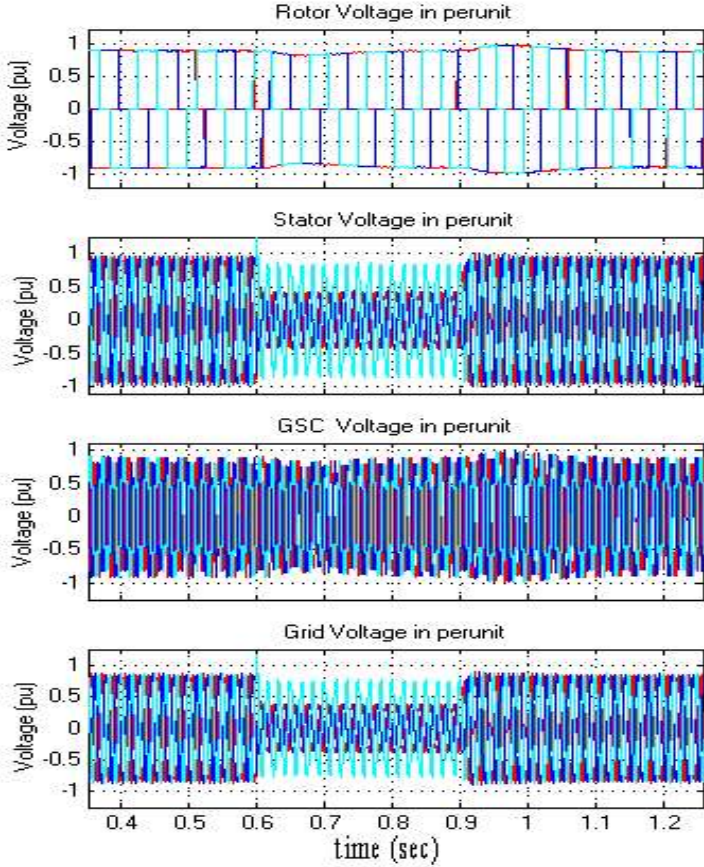 Rotor Voltage in perunit
1
0.5
0
-0.5
-1
Voltage (pu)
Stator Voltage in perunit
1
0.5
0
-0.5
-1
Voltage (pu)
GSC Voltage in perunit
1
0.5
0
-0.5
-1
Voltage (pu)
Grid Voltage in perunit
1
0.5
0
-0.5
-1
Voltage (pu)
0.4 0.5 0.6 0.7 0.8 0.9 1 1.1 1.2
time (sec)